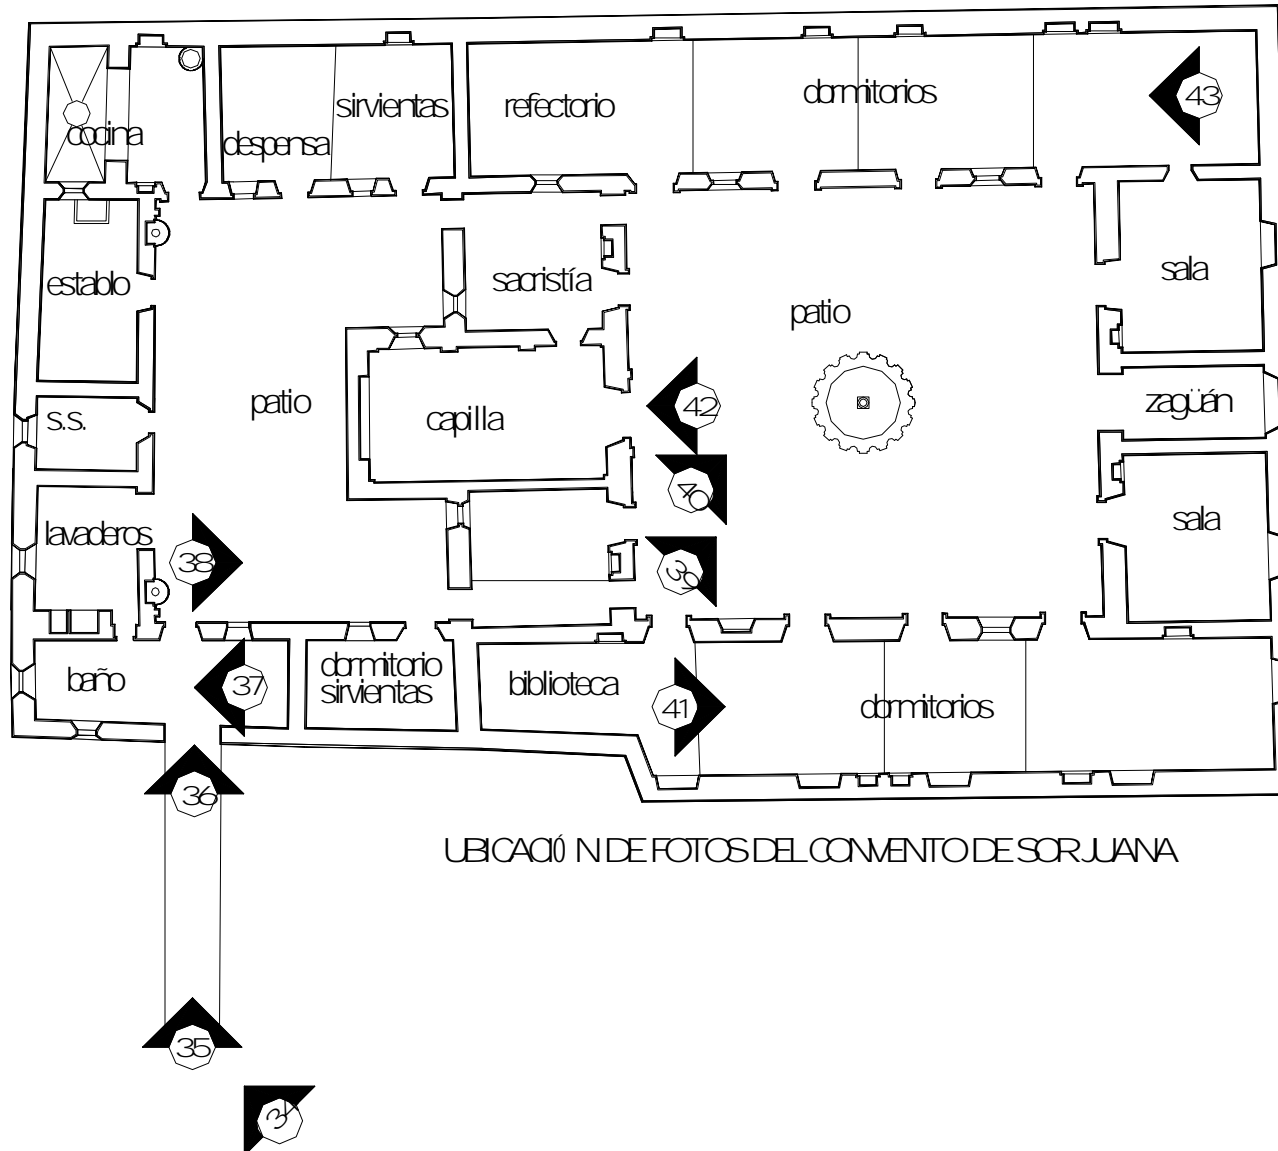 dormitorios
43
sirvientas
refectorio
cocina
despensa
establo
sacristía
sala
patio
patio
capilla
42
zagüán
s.s.
40
lavaderos
sala
38
39
baño
37
dormitorio
sirvientas
biblioteca
41
dormitorios
36
UBICACIÓN DE FOTOS DEL CONVENTO DE SOR JUANA
35